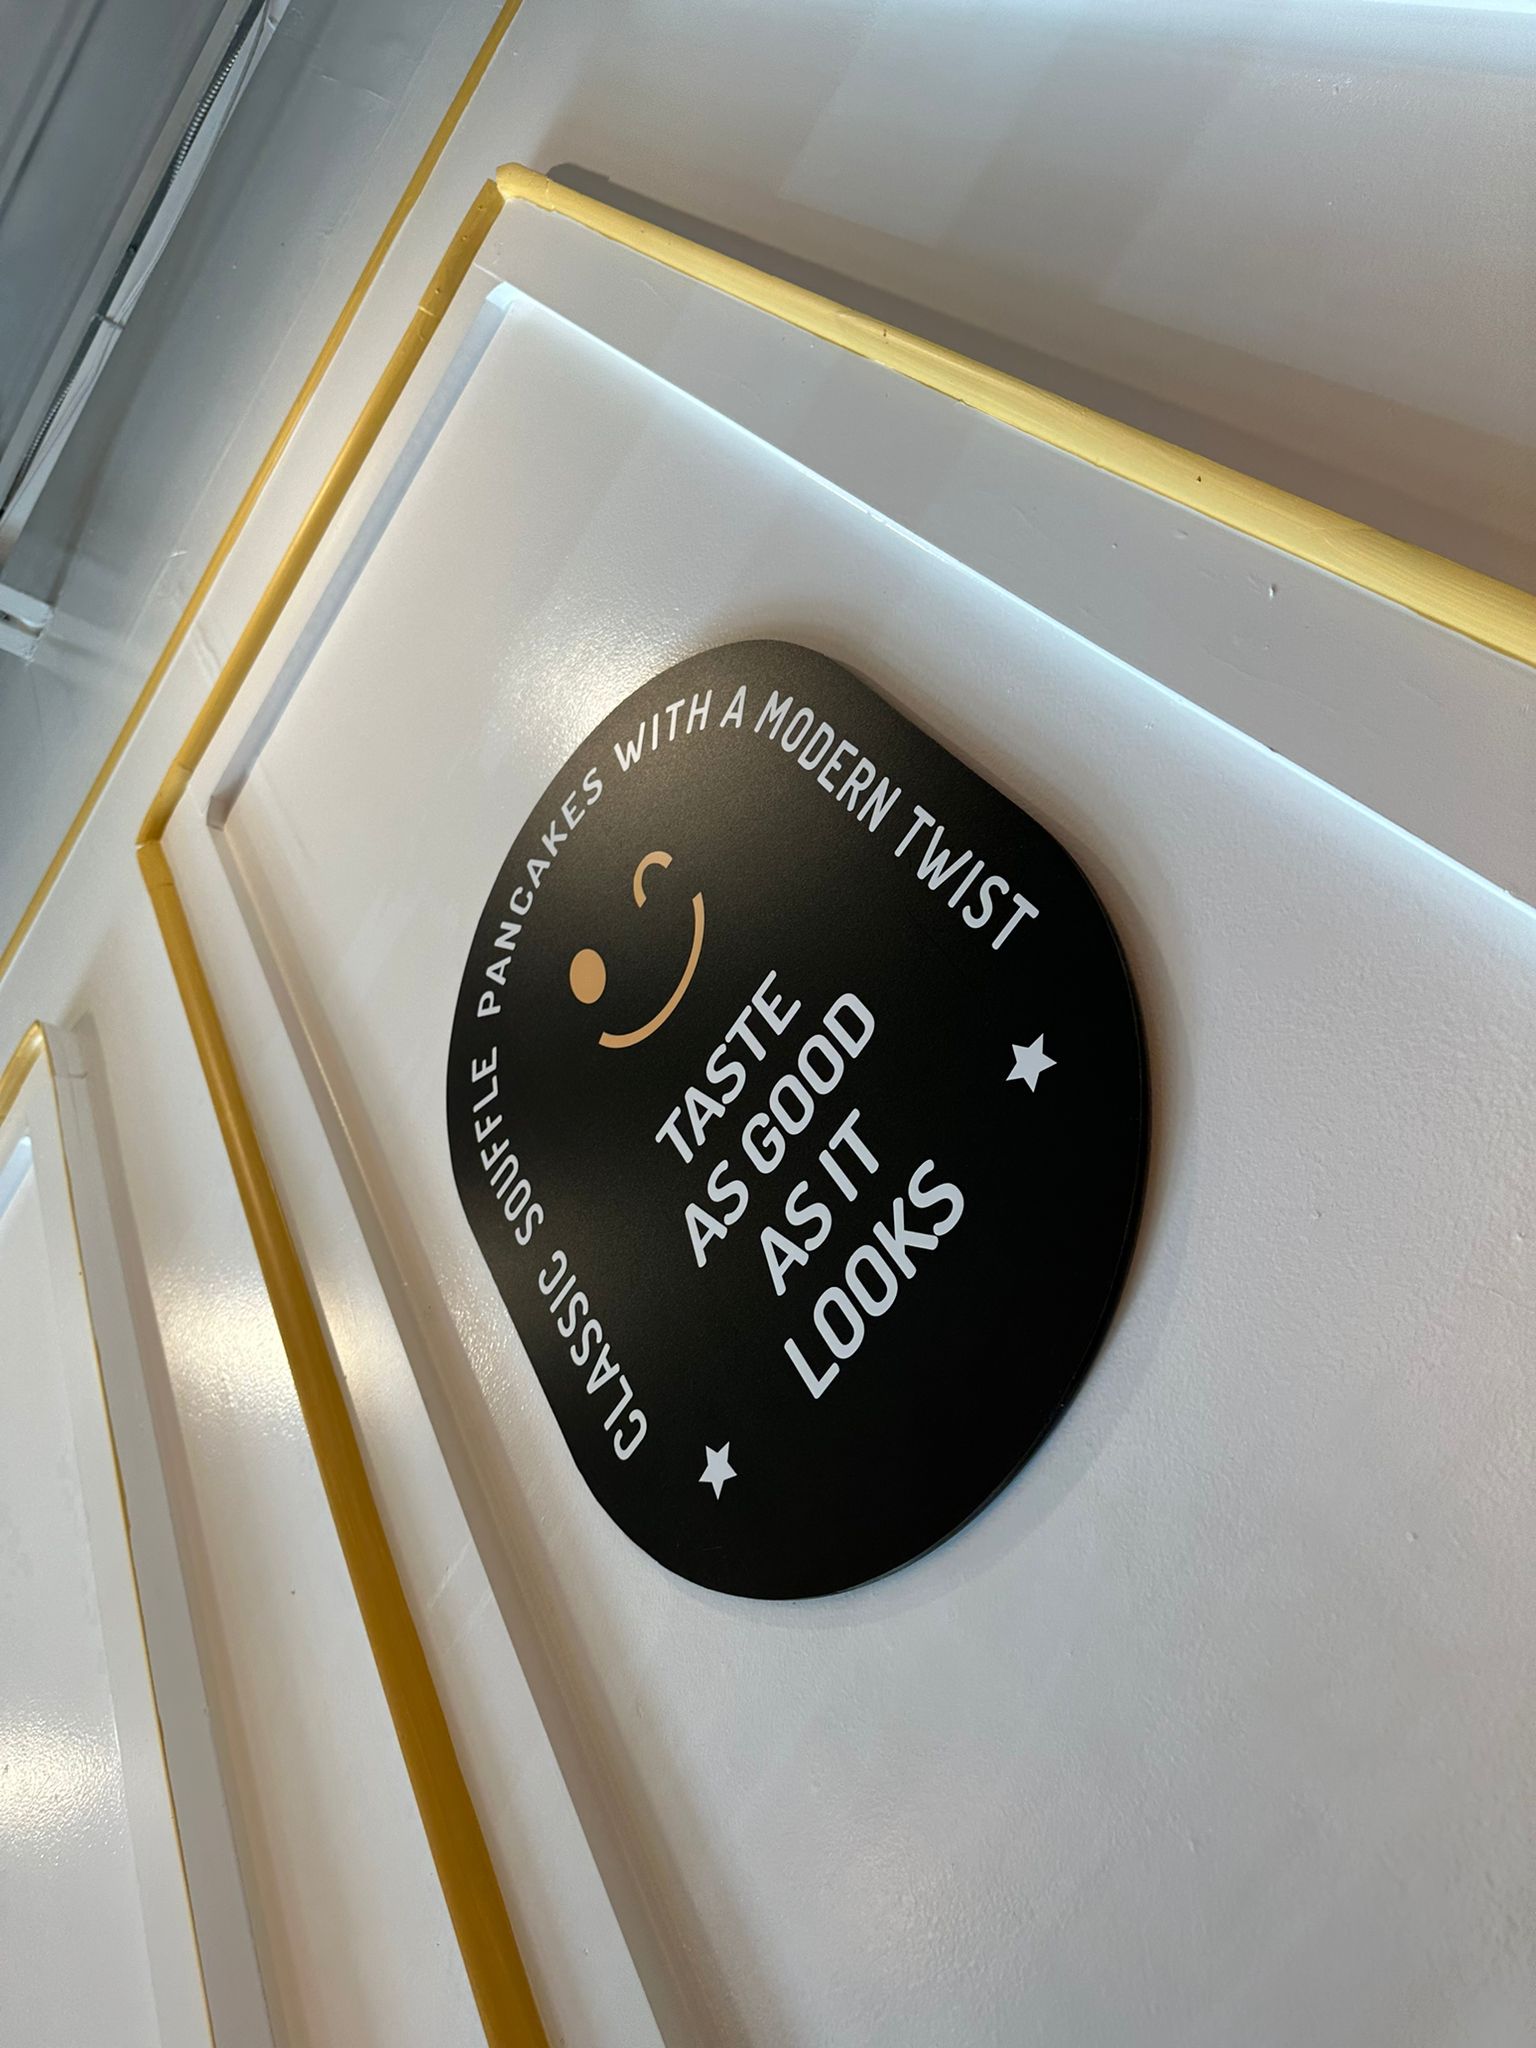 CLASSIC SOUFFLE PANCAKES WITH A MODERN TWIST
TASTE
AS GOOD
AS IT
LOOKS